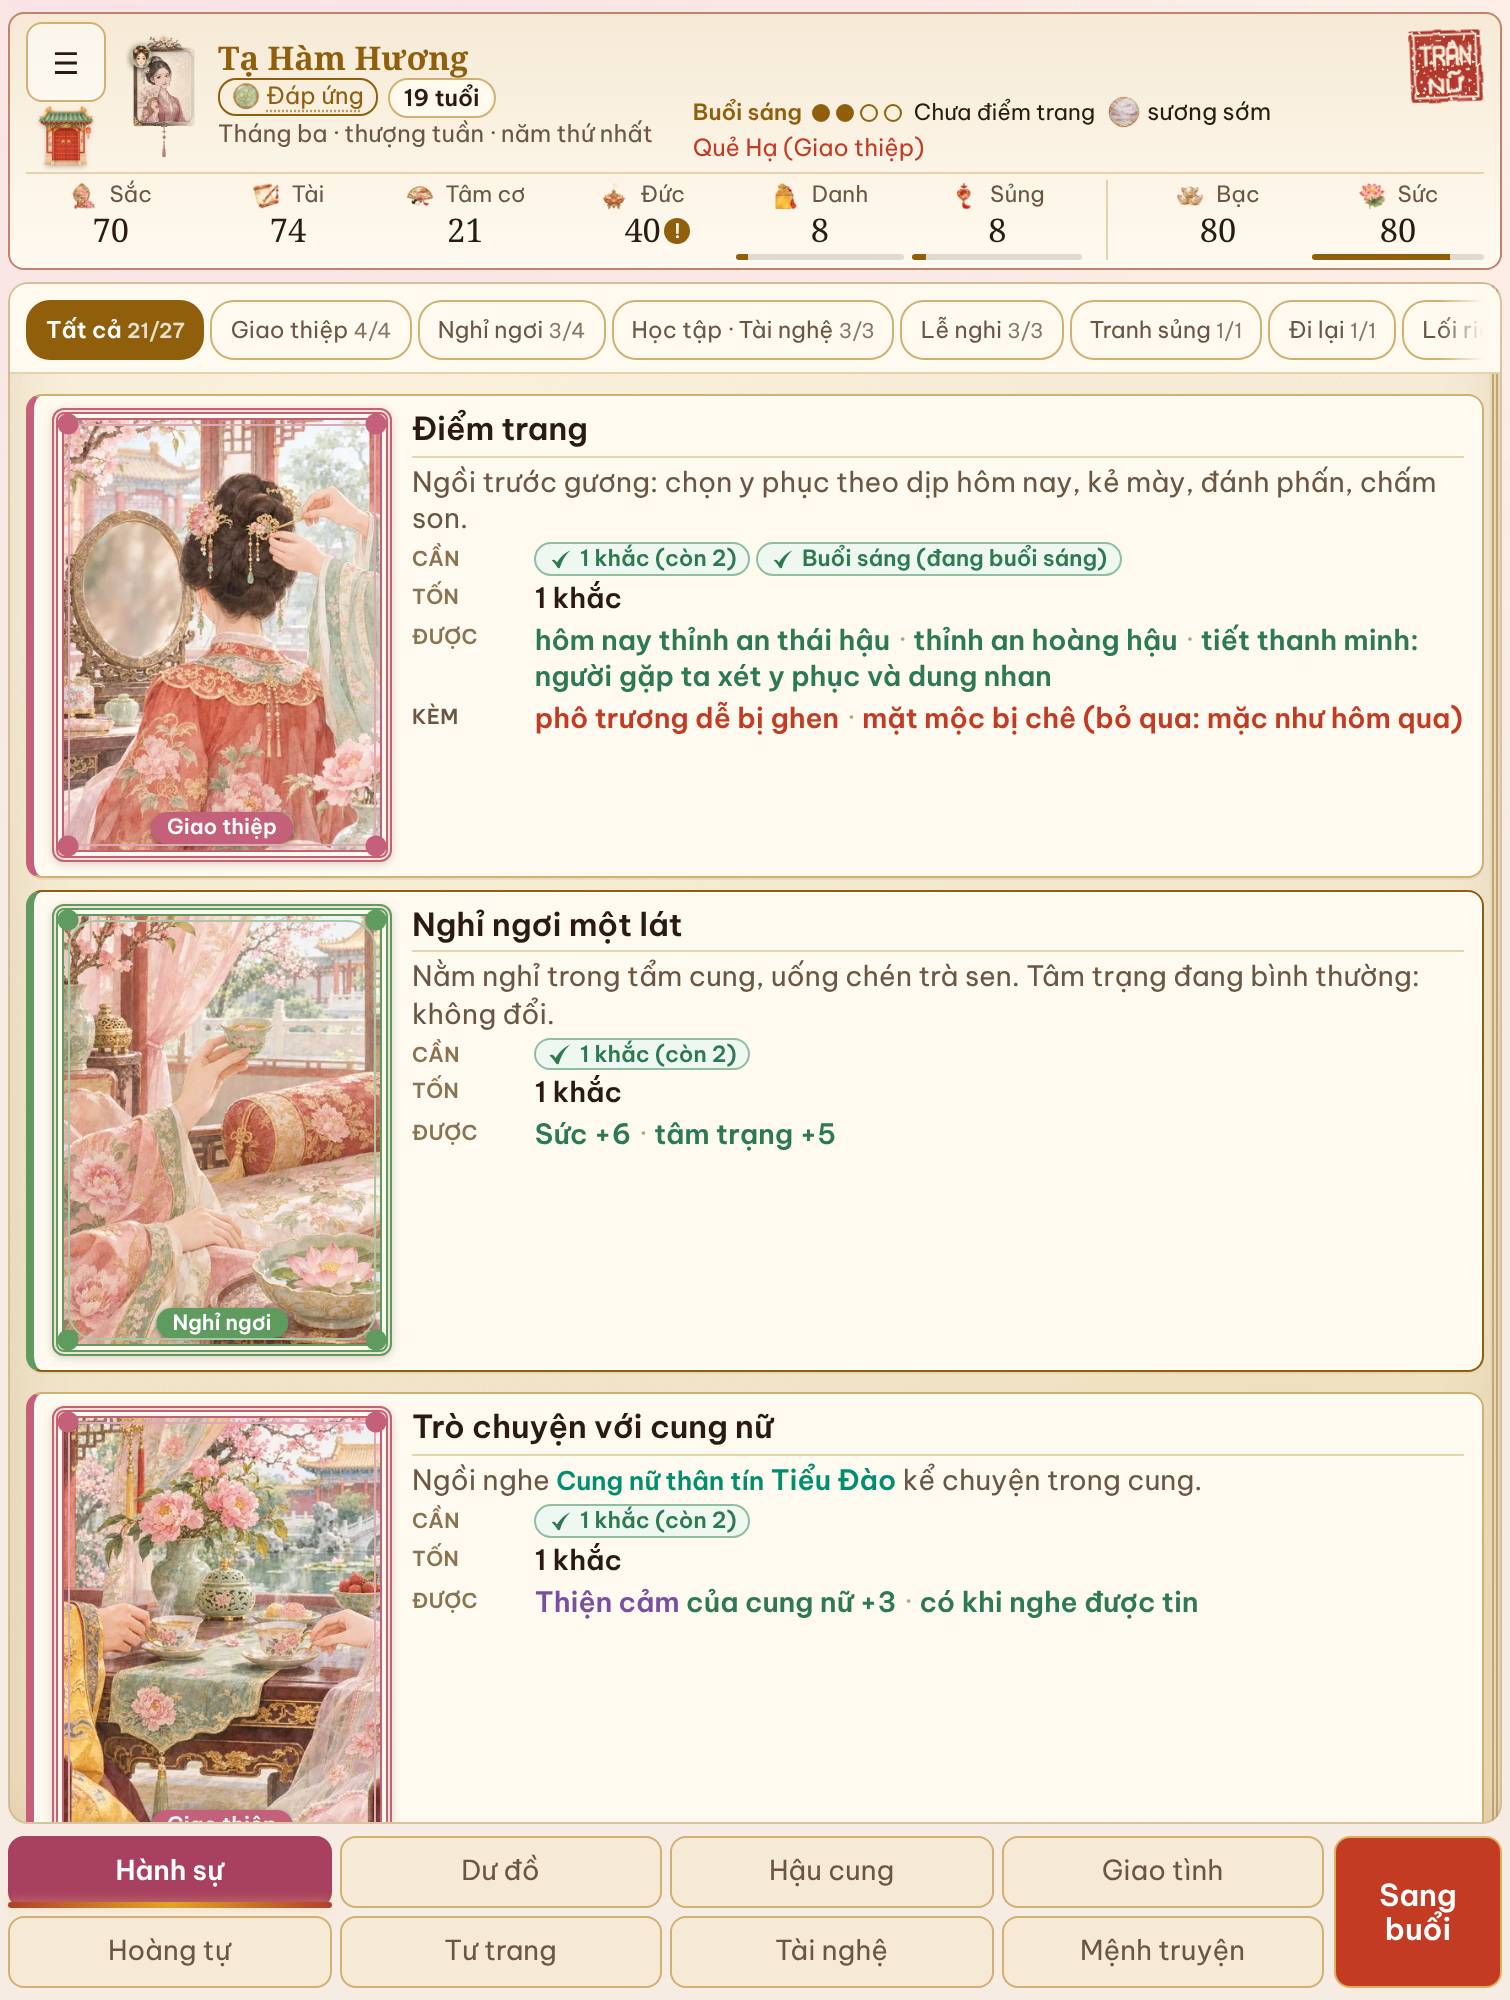 ☰
Tạ Hàm Hương
Đáp ứng
19 tuổi
Tháng ba · thượng tuần · năm thứ nhất
Buổi sáng
Chưa điểm trang
sương sớm
Quẻ Hạ (Giao thiệp)
TRÂN
NỮ
Sắc
70
Tài
74
Tâm cơ
21
Đức
40
!
Danh
8
Sủng
8
Bạc
80
Sức
80
Tất cả 21/27
Giao thiệp 4/4
Nghỉ ngơi 3/4
Học tập · Tài nghệ 3/3
Lễ nghi 3/3
Tranh sủng 1/1
Đi lại 1/1
Lối
Điểm trang
Ngồi trước gương: chọn y phục theo dịp hôm nay, kẻ mày, đánh phấn, chấm
son.
CẦN
✓ 1 khắc (còn 2)
✓ Buổi sáng (đang buổi sáng)
TỐN
1 khắc
ĐƯỢC
hôm nay thỉnh an thái hậu · thỉnh an hoàng hậu · tiết thanh minh:
người gặp ta xét y phục và dung nhan
KÈM
phô trương dễ bị ghen · mặt mộc bị chê (bỏ qua: mặc như hôm qua)
Giao thiệp
Nghỉ ngơi một lát
Nằm nghỉ trong tẩm cung, uống chén trà sen. Tâm trạng đang bình thường:
không đổi.
CẦN
✓ 1 khắc (còn 2)
TỐN
1 khắc
ĐƯỢC
Sức +6 · tâm trạng +5
Nghỉ ngơi
Trò chuyện với cung nữ
Ngồi nghe Cung nữ thân tín Tiểu Đào kể chuyện trong cung.
CẦN
✓ 1 khắc (còn 2)
TỐN
1 khắc
ĐƯỢC
Thiện cảm của cung nữ +3 · có khi nghe được tin
Giao thiệp
Hành sự
Dư đồ
Hậu cung
Giao tình
Sang
buổi
Hoàng tự
Tư trang
Tài nghệ
Mệnh truyện